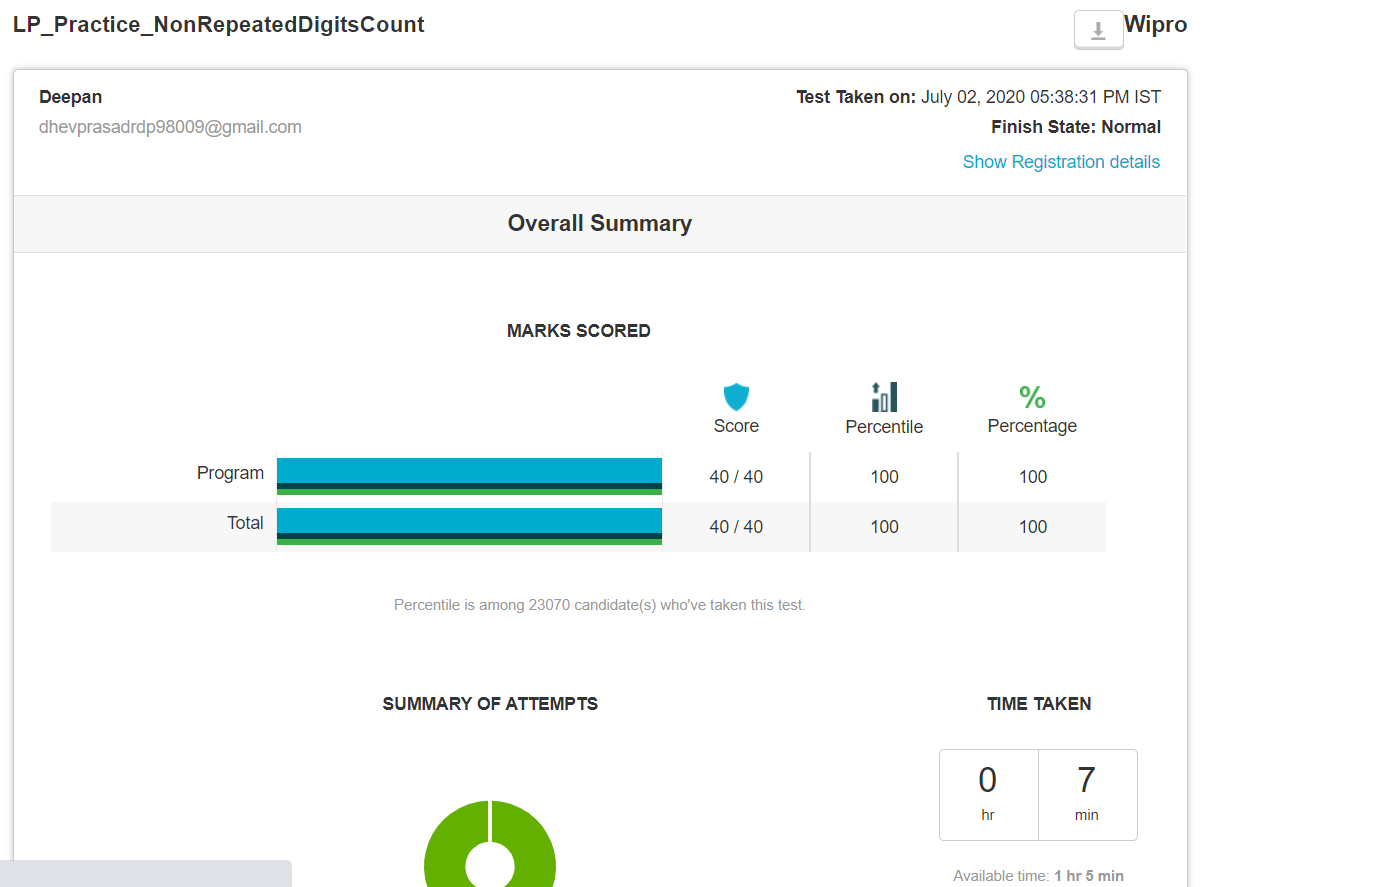 LP_Practice_NonRepeatedDigitsCount
Wipro
Deepan
Test Taken on: July 02, 2020 05:38:31 PM IST
dhevprasadrdp98009@gmail.com
Finish State: Normal
Show Registration details
Overall Summary
MARKS SCORED
%
Score Percentile Percentage
Program 40 / 40 100 100
Total 40 / 40 100 100
Percentile is among 23070 candidate(s) who've taken this test.
SUMMARY OF ATTEMPTS
TIME TAKEN
0 7
hr min
Available time: 1 hr 5 min